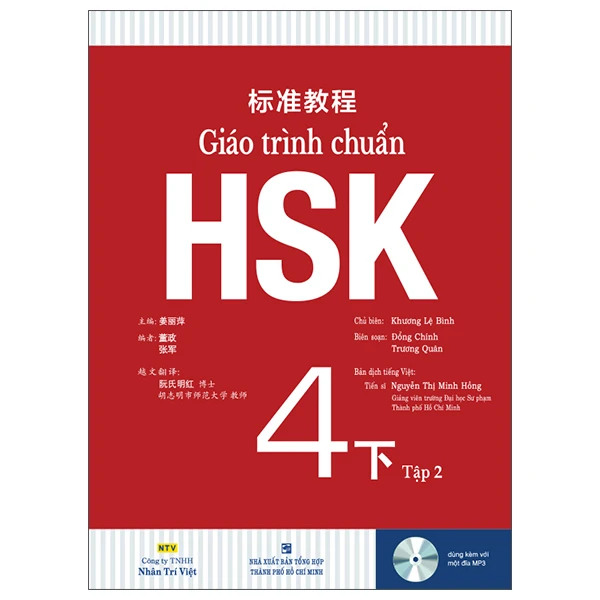 标准教程
Giáo trình chuẩn
HSK
主编: 姜丽萍
编者: 董政
张军
越文翻译:
阮氏明红 博士
胡志明市师范大学 教师
Chủ biên: Khương Lệ Bình
Biên soạn: Đổng Chính
Trương Quân
Bản dịch tiếng Việt:
Tiến sĩ Nguyễn Thị Minh Hồng
Giảng viên trường Đại học Sư phạm
Thành phố Hồ Chí Minh
4下 Tập 2
NTV
Công ty TNHH
Nhân Trí Việt
NHÀ XUẤT BẢN TỔNG HỢP
THÀNH PHỐ HỒ CHÍ MINH
dùng kèm với
một đĩa MP3